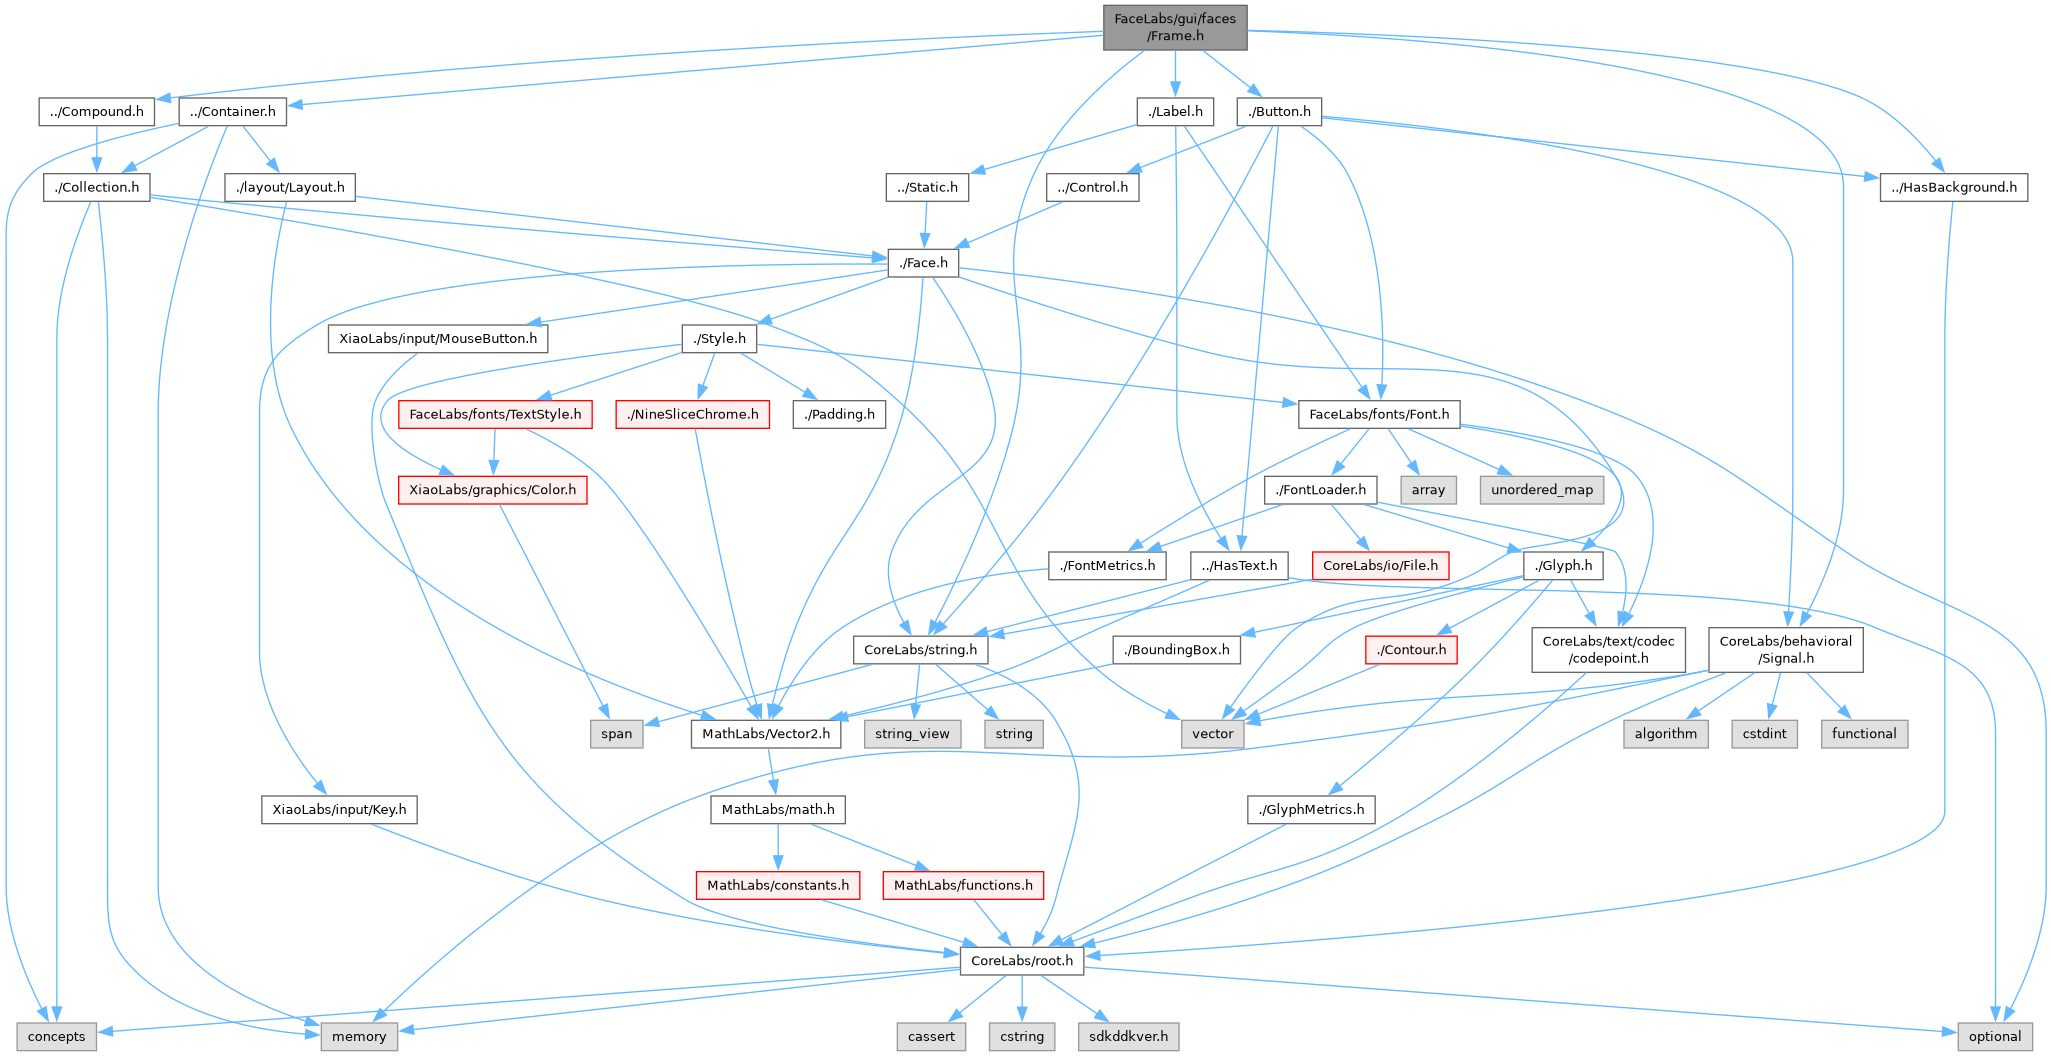 FaceLabs/gui/faces
/Frame.h
../Compound.h
../Container.h
./Label.h
./Button.h
./Collection.h
./layout/Layout.h
../Static.h
../Control.h
../HasBackground.h
./Face.h
XiaoLabs/input/MouseButton.h
./Style.h
FaceLabs/fonts/TextStyle.h
./NineSliceChrome.h
./Padding.h
FaceLabs/fonts/Font.h
XiaoLabs/graphics/Color.h
./FontLoader.h
array
unordered_map
./FontMetrics.h
../HasText.h
CoreLabs/io/File.h
./Glyph.h
CoreLabs/string.h
./BoundingBox.h
./Contour.h
CoreLabs/text/codec
/codepoint.h
CoreLabs/behavioral
/Signal.h
span
MathLabs/Vector2.h
string_view
string
vector
algorithm
cstdint
functional
XiaoLabs/input/Key.h
MathLabs/math.h
./GlyphMetrics.h
MathLabs/constants.h
MathLabs/functions.h
CoreLabs/root.h
concepts
memory
cassert
cstring
sdkddkver.h
optional